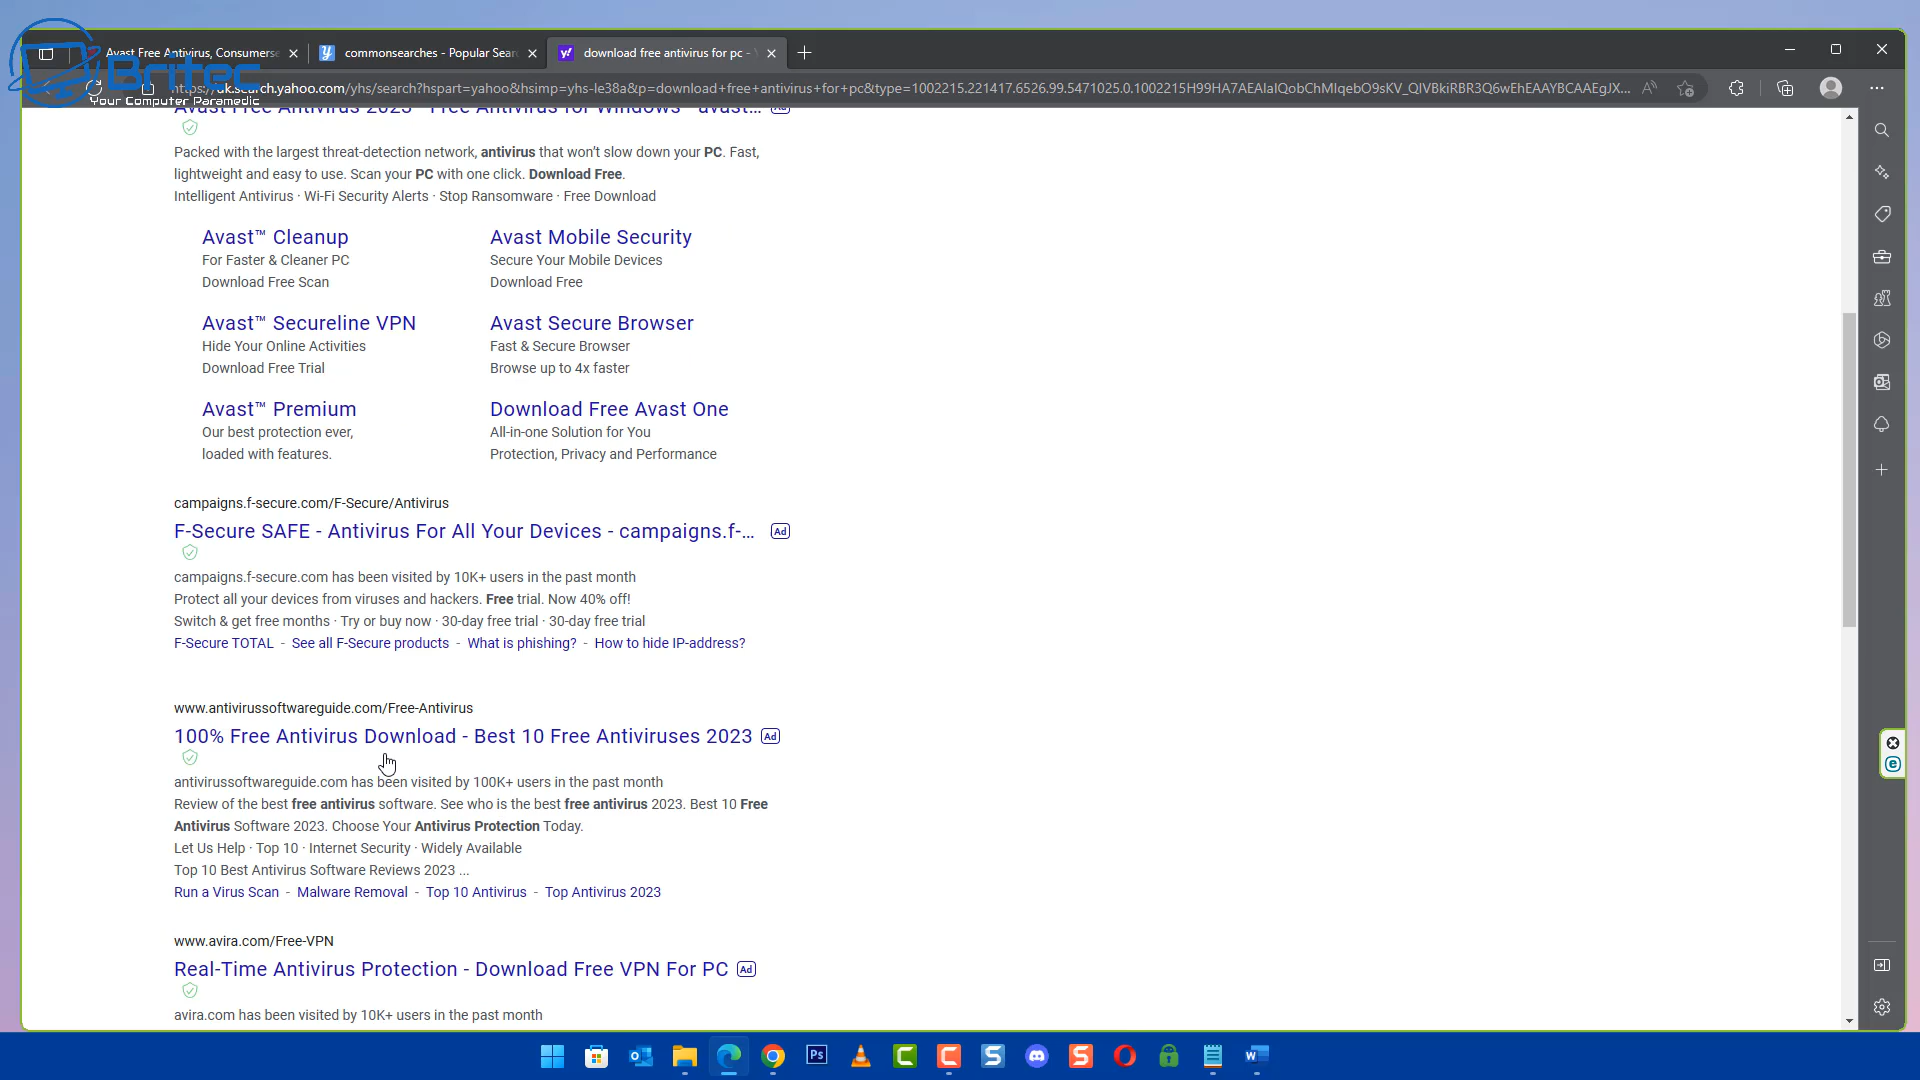 Avast Free Antivirus, Consumerse
commonsearches - Popular Sear
download free antivirus for pc -
Britec
Your Computer Paramedic
https://uk.search.yahoo.com/yhs/search?hspart=yahoo&hsimp=yhs-le38a&p=download+free+antivirus+for+pc&type=1002215.221417.6526.99.5471025.0.1002215H99HA7AEAIaIQobChMIqebO9sKV_QIVBkiRBR3Q6wEhEAAYBCAAEgJX...
Avast Free Antivirus 2023 - Free Antivirus for Windows - avast... Ad
Packed with the largest threat-detection network, antivirus that won't slow down your PC. Fast,
lightweight and easy to use. Scan your PC with one click. Download Free.
Intelligent Antivirus · Wi-Fi Security Alerts · Stop Ransomware · Free Download
Avast™ Cleanup
For Faster & Cleaner PC
Download Free Scan
Avast Mobile Security
Secure Your Mobile Devices
Download Free
Avast™ Secureline VPN
Hide Your Online Activities
Download Free Trial
Avast Secure Browser
Fast & Secure Browser
Browse up to 4x faster
Avast™ Premium
Our best protection ever,
loaded with features.
Download Free Avast One
All-in-one Solution for You
Protection, Privacy and Performance
campaigns.f-secure.com/F-Secure/Antivirus
F-Secure SAFE - Antivirus For All Your Devices - campaigns.f-... Ad
campaigns.f-secure.com has been visited by 10K+ users in the past month
Protect all your devices from viruses and hackers. Free trial. Now 40% off!
Switch & get free months · Try or buy now · 30-day free trial · 30-day free trial
F-Secure TOTAL - See all F-Secure products - What is phishing? - How to hide IP-address?
www.antivirussoftwareguide.com/Free-Antivirus
100% Free Antivirus Download - Best 10 Free Antiviruses 2023 Ad
antivirussoftwareguide.com has been visited by 100K+ users in the past month
Review of the best free antivirus software. See who is the best free antivirus 2023. Best 10 Free
Antivirus Software 2023. Choose Your Antivirus Protection Today.
Let Us Help · Top 10 · Internet Security · Widely Available
Top 10 Best Antivirus Software Reviews 2023 ...
Run a Virus Scan - Malware Removal - Top 10 Antivirus - Top Antivirus 2023
www.avira.com/Free-VPN
Real-Time Antivirus Protection - Download Free VPN For PC Ad
avira.com has been visited by 10K+ users in the past month